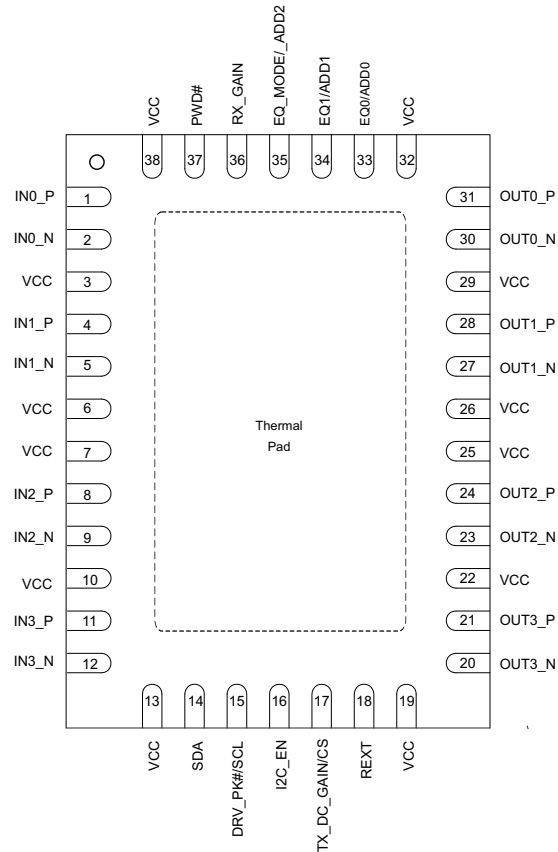 VCC
PWD#
RX_GAIN
EQ_MODE/_ADD2
EQ1/ADD1
EQ0/ADD0
VCC
38
37
36
35
34
33
32
IN0_P 1
IN0_N 2
VCC 3
IN1_P 4
IN1_N 5
VCC 6
VCC 7
IN2_P 8
IN2_N 9
VCC 10
IN3_P 11
IN3_N 12
Thermal
Pad
31 OUT0_P
30 OUT0_N
29 VCC
28 OUT1_P
27 OUT1_N
26 VCC
25 VCC
24 OUT2_P
23 OUT2_N
22 VCC
21 OUT3_P
20 OUT3_N
13
14
15
16
17
18
19
VCC
SDA
DRV_PK#/SCL
I2C_EN
TX_DC_GAIN/CS
REXT
VCC